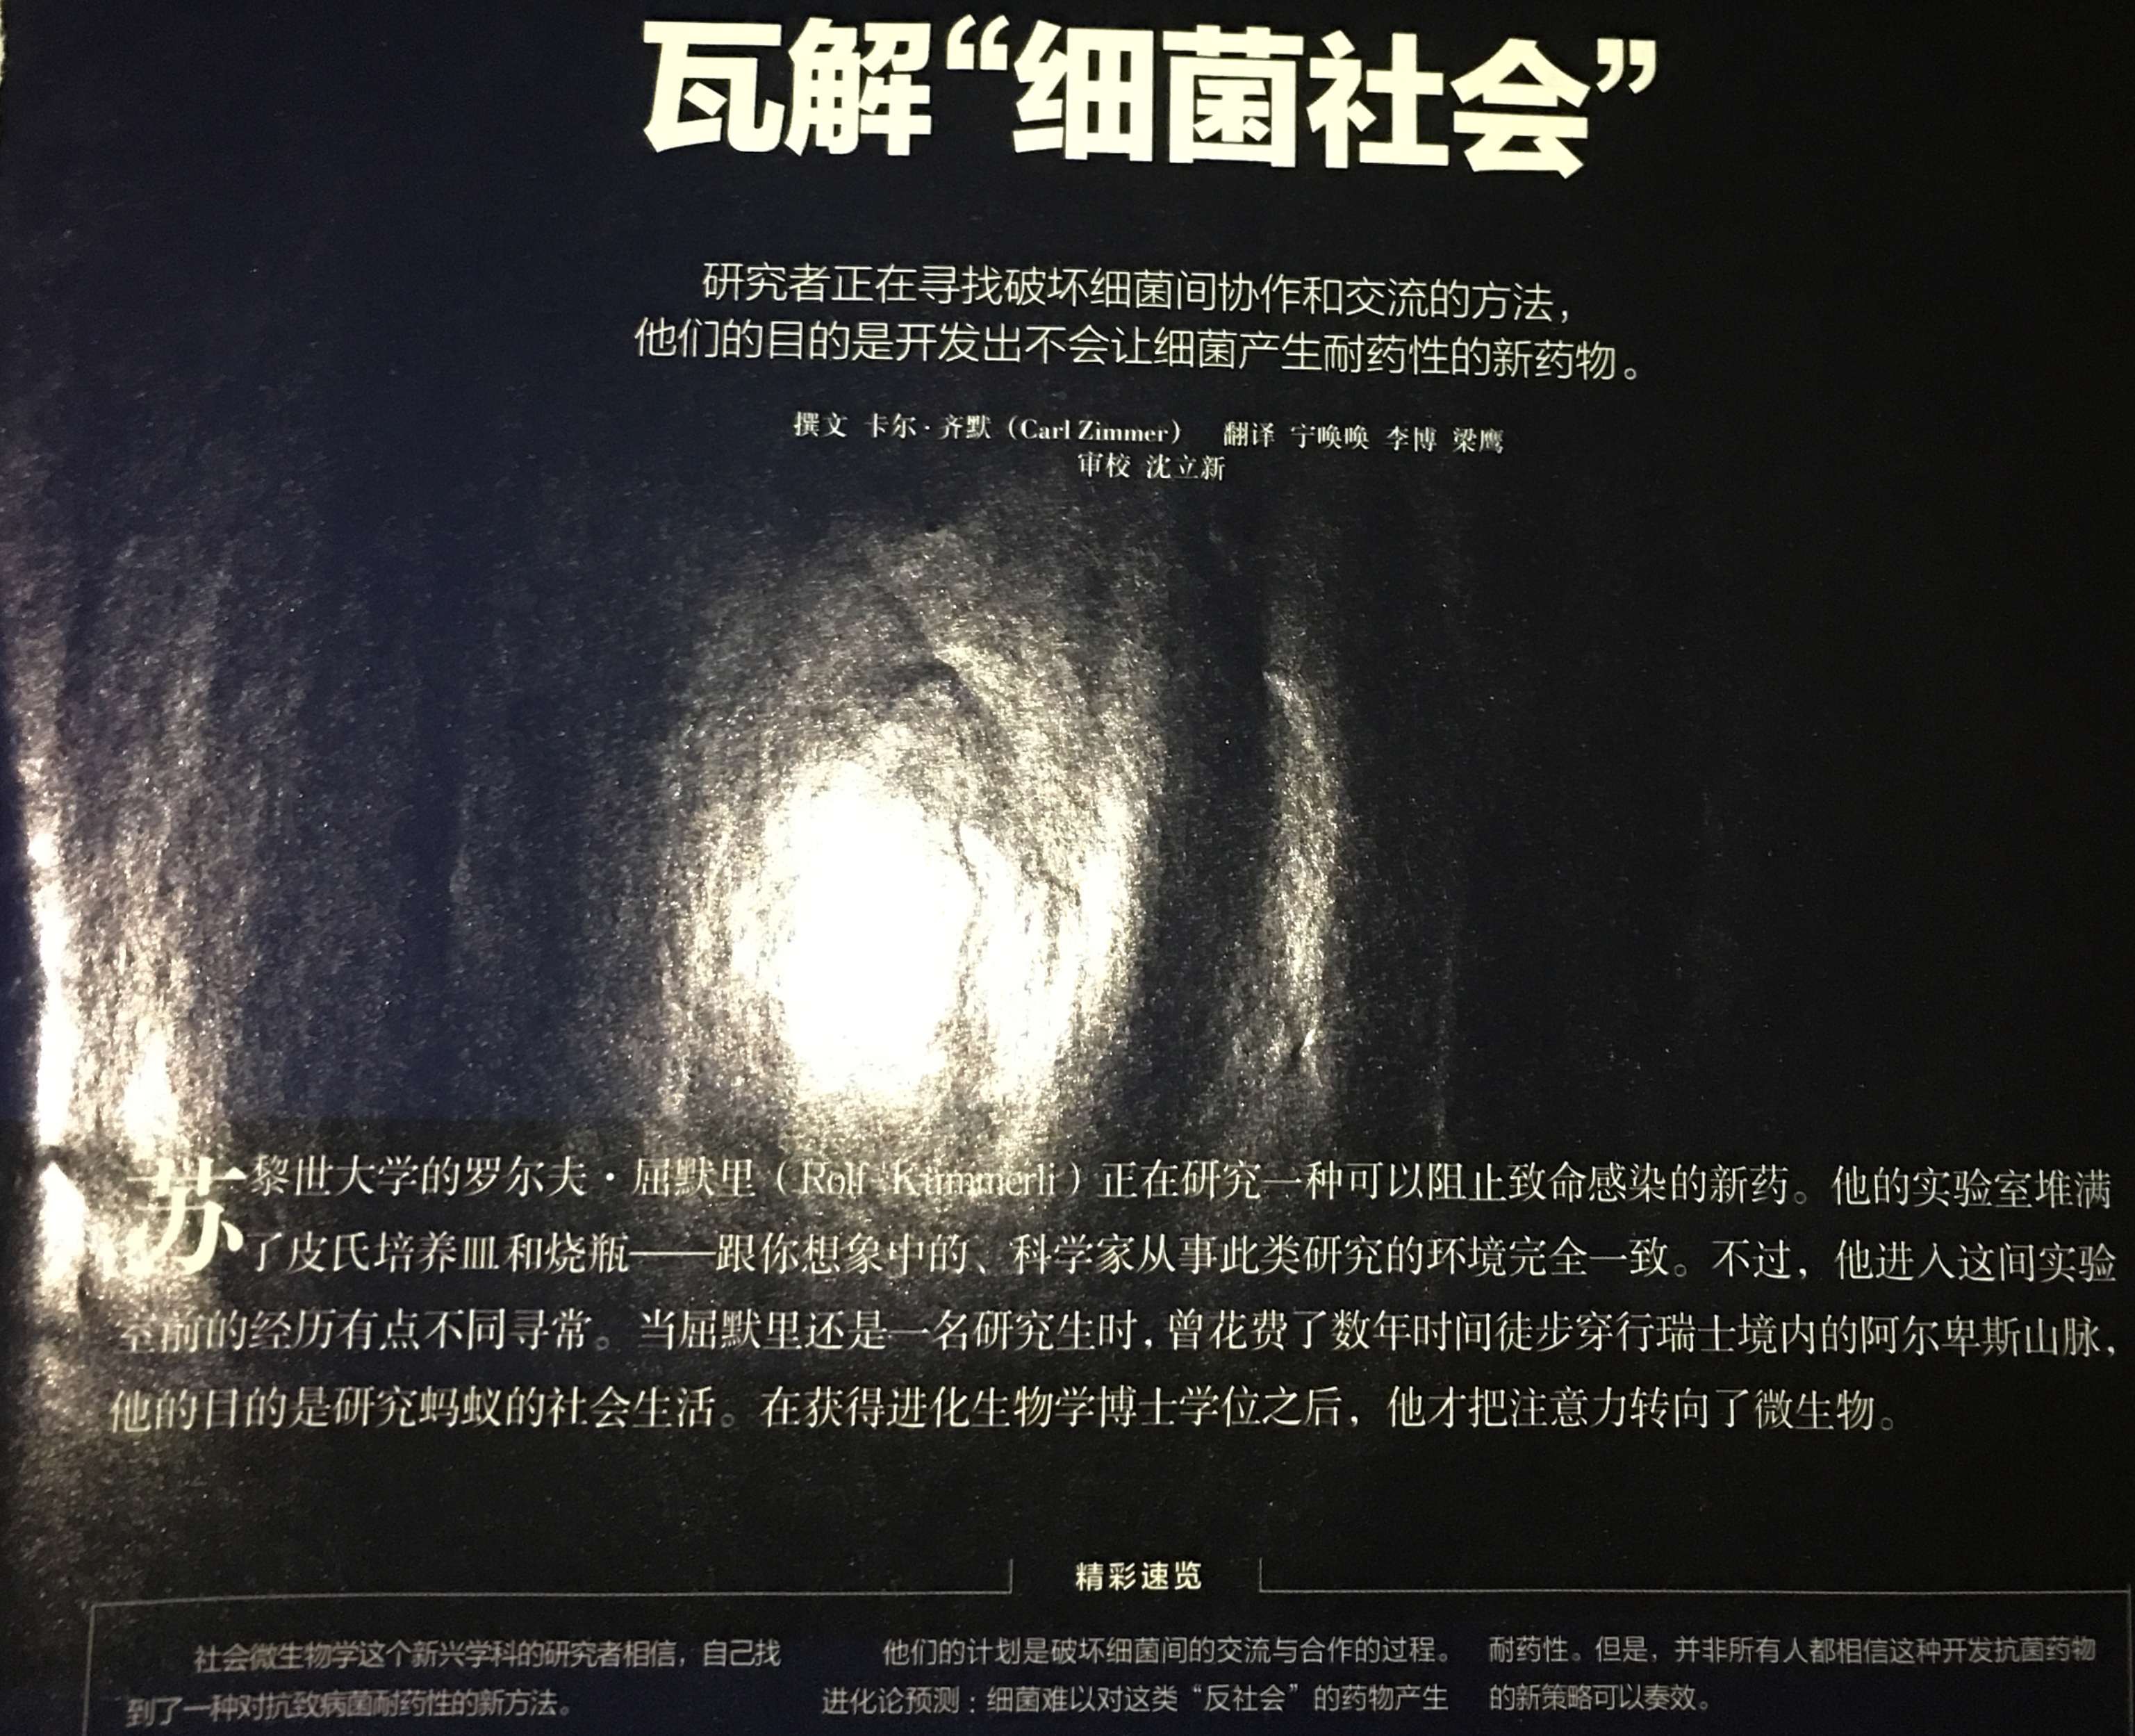 瓦解“细菌社会”
研究者正在寻找破坏细菌间协作和交流的方法，
他们的目的是开发出不会让细菌产生耐药性的新药物。
撰文 卡尔·齐默（Carl Zimmer） 翻译 宁唤唤 李博 梁鹰
审校 沈立新
苏黎世大学的罗尔夫·屈默里（Rolf Kümmerli）正在研究一种可以阻止致命感染的新药。他的实验室堆满
了皮氏培养皿和烧瓶——跟你想象中的、科学家从事此类研究的环境完全一致。不过，他进入这间实验
室前的经历有点不同寻常。当屈默里还是一名研究生时，曾花费了数年时间徒步穿行瑞士境内的阿尔卑斯山脉，
他的目的是研究蚂蚁的社会生活。在获得进化生物学博士学位之后，他才把注意力转向了微生物。
精彩速览
社会微生物学这个新兴学科的研究者相信，自己找
到了一种对抗致病菌耐药性的新方法。
他们的计划是破坏细菌间的交流与合作的过程。
进化论预测：细菌难以对这类“反社会”的药物产生
耐药性。但是，并非所有人都相信这种开发抗菌药物
的新策略可以奏效。